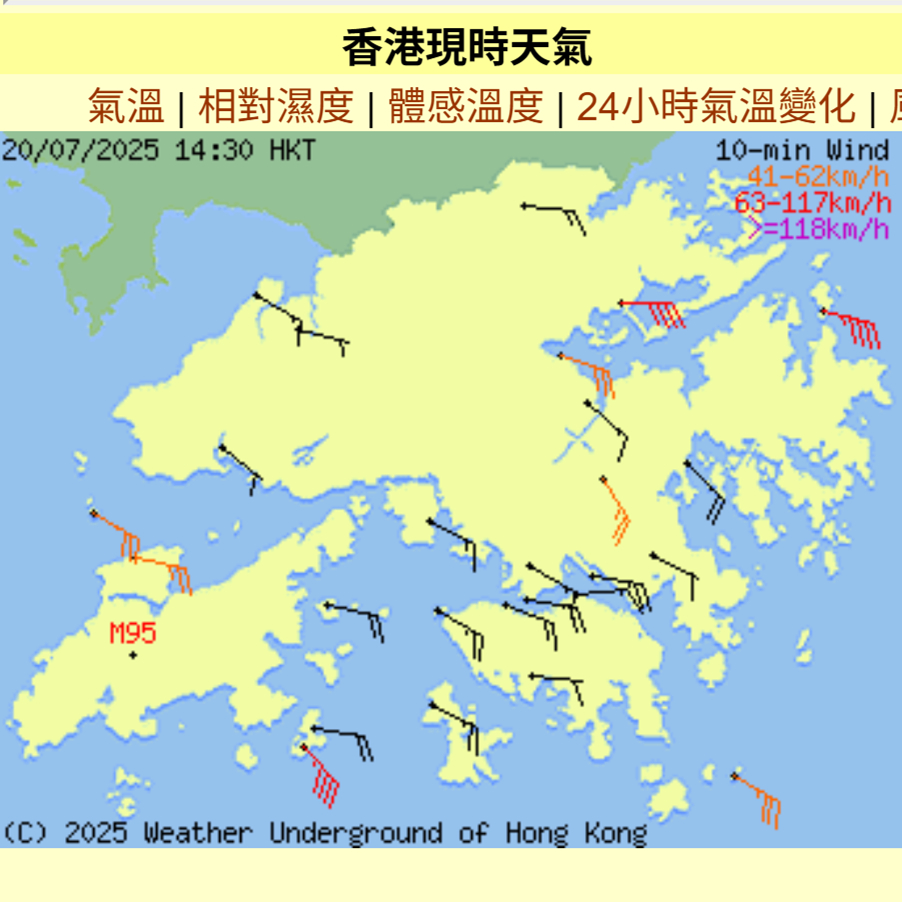 香港現時天氣
氣溫 | 相對濕度 | 體感溫度 | 24小時氣溫變化 |
20/07/2025 14:30 HKT
10-min Wind
41-62km/h
63-117km/h
>=118km/h
M95
(C) 2025 Weather Underground of Hong Kong